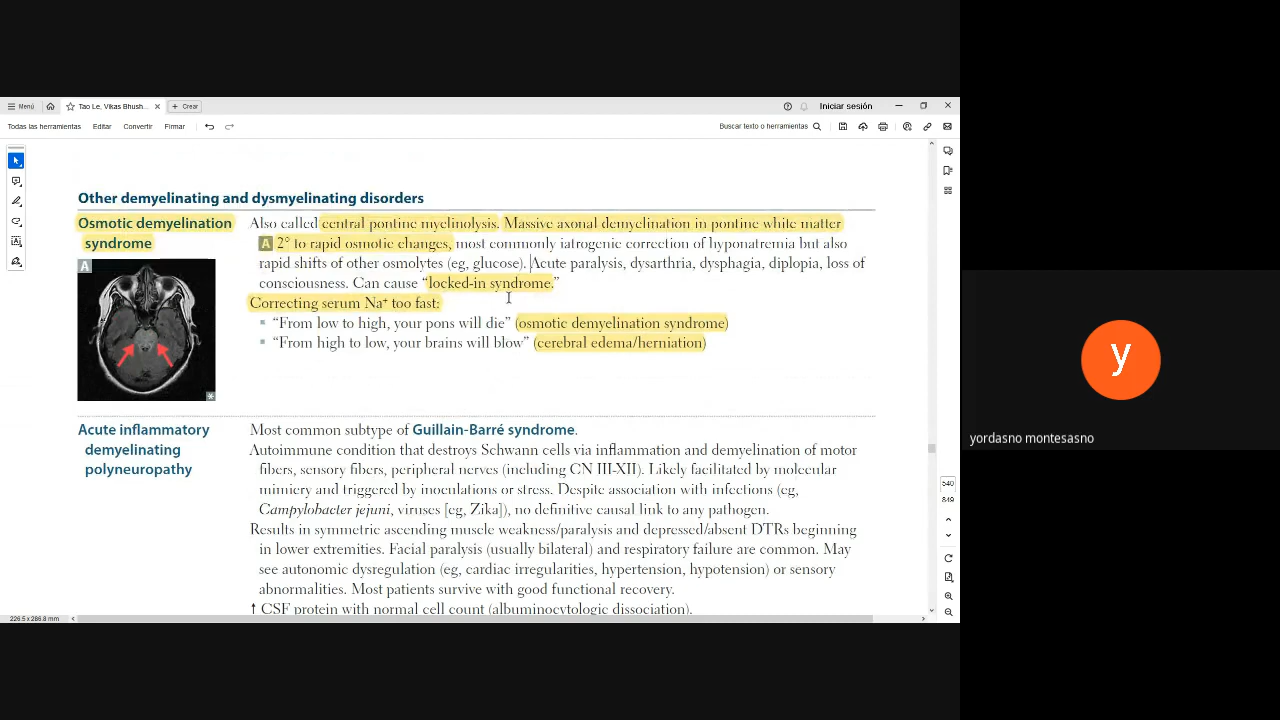 Menú
Tao Le, Vikas Bhush...
Crear
Iniciar sesión
Todas las herramientas
Editar
Convertir
Firmar
Buscar texto o herramientas
Other demyelinating and dysmyelinating disorders
Osmotic demyelination
syndrome
A
Also called central pontine myelinolysis. Massive axonal demyelination in pontine white matter
A 2° to rapid osmotic changes, most commonly iatrogenic correction of hyponatremia but also
rapid shifts of other osmolytes (eg, glucose). Acute paralysis, dysarthria, dysphagia, diplopia, loss of
consciousness. Can cause “locked-in syndrome.”
Correcting serum Na⁺ too fast:
▪ “From low to high, your pons will die” (osmotic demyelination syndrome)
▪ “From high to low, your brains will blow” (cerebral edema/herniation)
Acute inflammatory
demyelinating
polyneuropathy
Most common subtype of Guillain-Barré syndrome.
Autoimmune condition that destroys Schwann cells via inflammation and demyelination of motor
fibers, sensory fibers, peripheral nerves (including CN III-XII). Likely facilitated by molecular
mimicry and triggered by inoculations or stress. Despite association with infections (eg,
Campylobacter jejuni, viruses [eg, Zika]), no definitive causal link to any pathogen.
Results in symmetric ascending muscle weakness/paralysis and depressed/absent DTRs beginning
in lower extremities. Facial paralysis (usually bilateral) and respiratory failure are common. May
see autonomic dysregulation (eg, cardiac irregularities, hypertension, hypotension) or sensory
abnormalities. Most patients survive with good functional recovery.
↑ CSF protein with normal cell count (albuminocytologic dissociation).
540
849
226.5 x 286.8 mm
y
yordasno montesasno